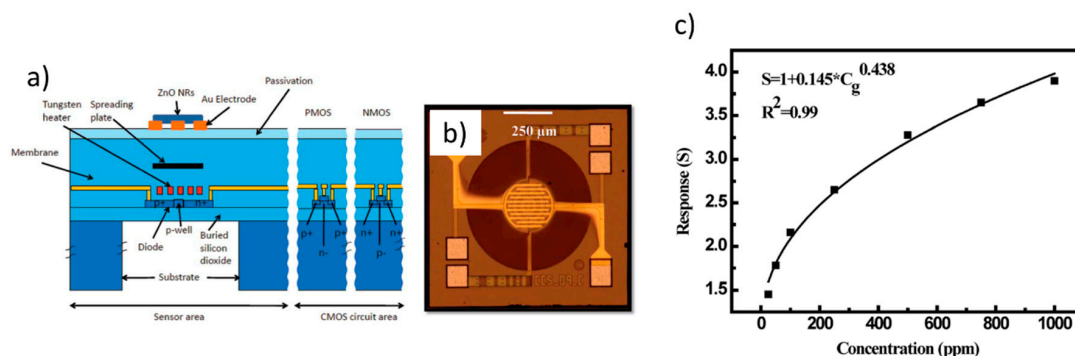 a)
ZnO NRs
Tungsten
heater
Spreading
plate
Au Electrode
Passivation
PMOS
NMOS
Membrane
p+
n+
p-well
Diode
Buried
silicon
dioxide
p+
p+
n-
n+
n+
p-
Substrate
Sensor area
CMOS circuit area
b)
250 µm
c)
S=1+0.145*Cg^0.438
R²=0.99
Response (S)
4.0
3.5
3.0
2.5
2.0
1.5
0
200
400
600
800
1000
Concentration (ppm)